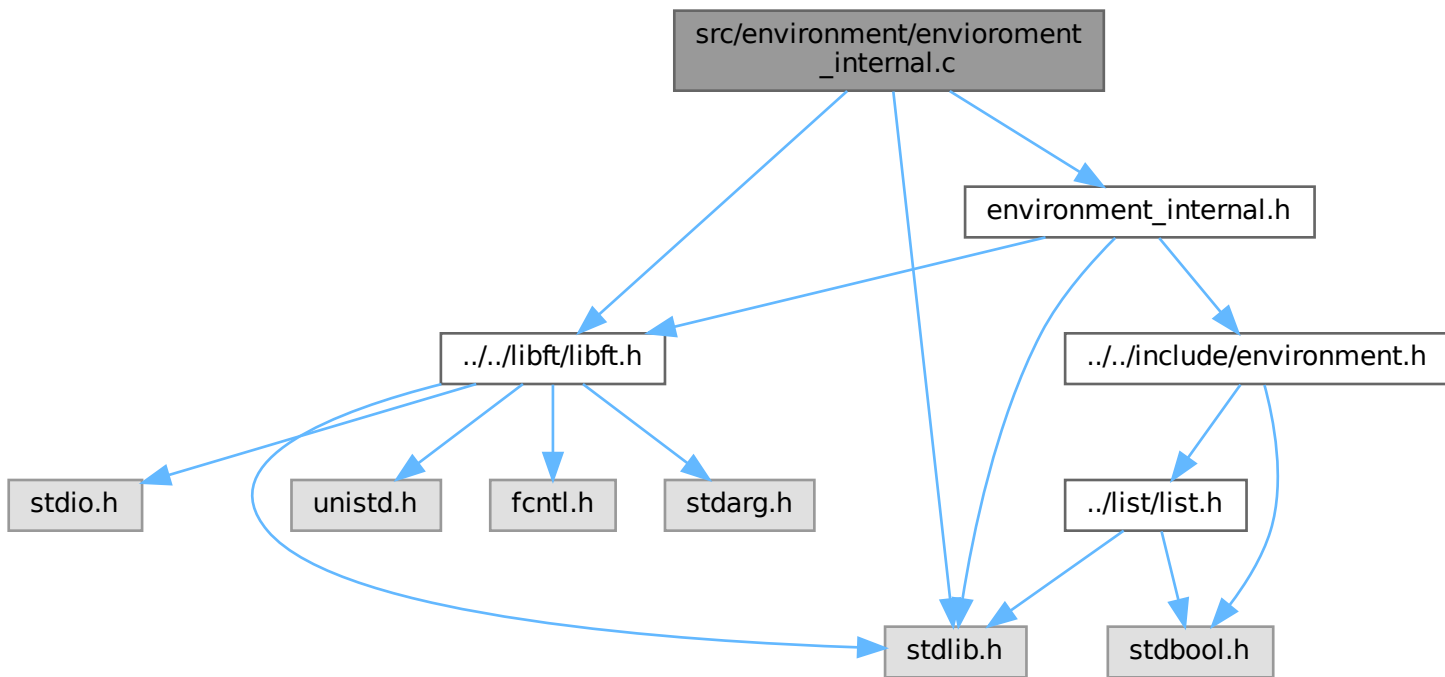 src/environment/envioroment
_internal.c
environment_internal.h
../../libft/libft.h
../../include/environment.h
stdio.h
unistd.h
fcntl.h
stdarg.h
../list/list.h
stdlib.h
stdbool.h